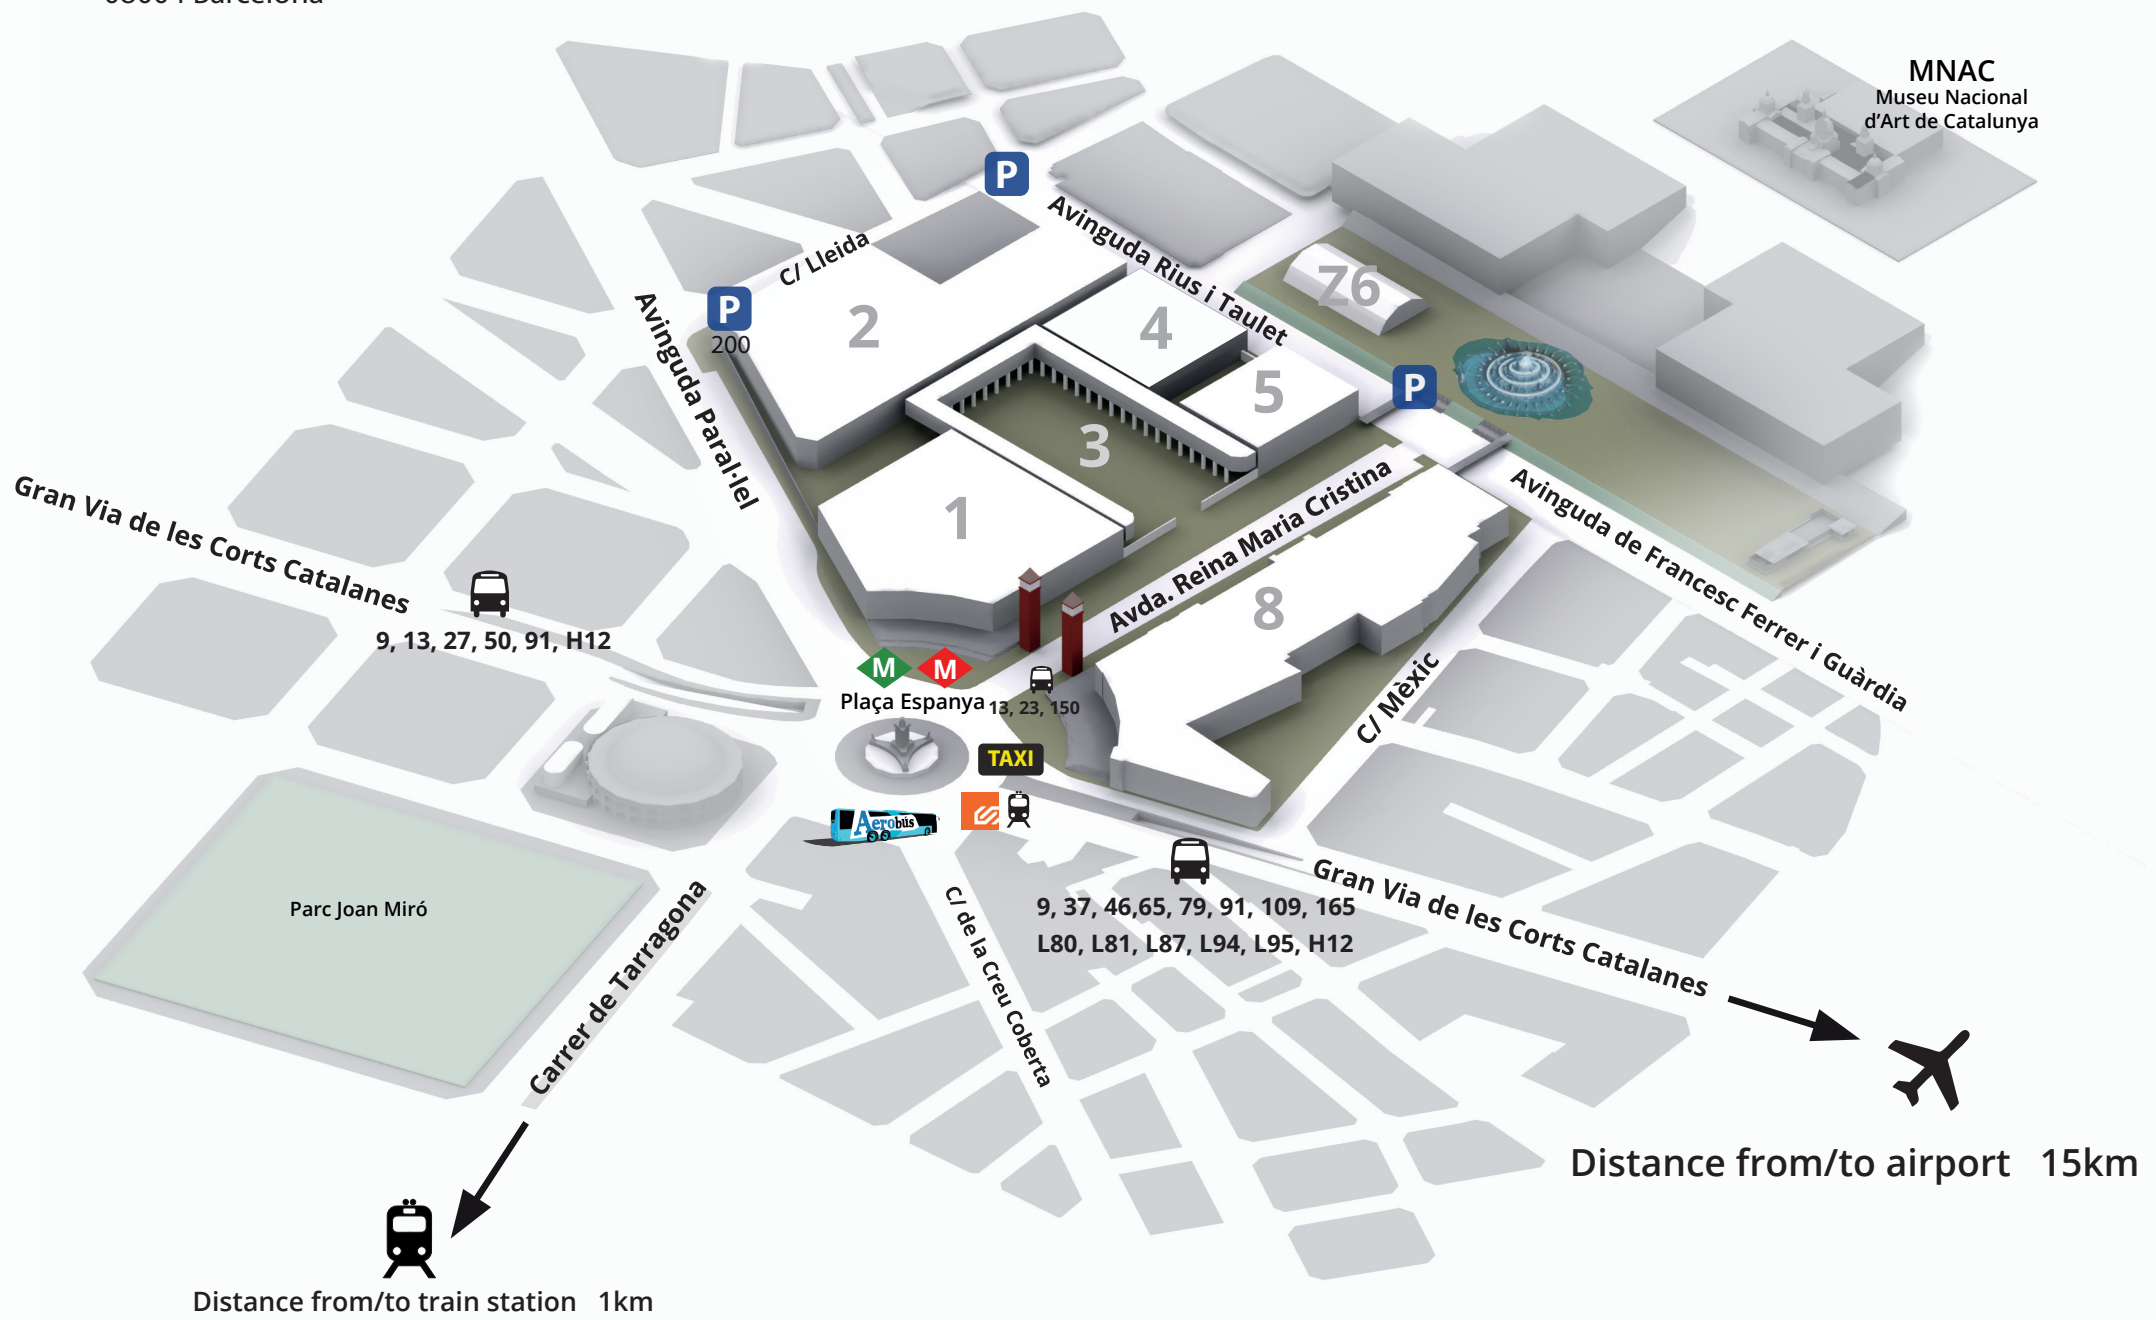 MNAC
Museu Nacional
d'Art de Catalunya
P
Avinguda Rius i Taulet
C/ Lleida
Z6
P
200
2
4
Avinguda Paral·lel
5
P
3
Gran Via de les Corts Catalanes
1
Avda. Reina Maria Cristina
Avinguda de Francesc Ferrer i Guàrdia
9, 13, 27, 50, 91, H12
8
M M
Plaça Espanya
13, 23, 150
C/ Mèxic
TAXI
Aerobús
Gran Via de les Corts Catalanes
9, 37, 46,65, 79, 91, 109, 165
L80, L81, L87, L94, L95, H12
C/ de la Creu Coberta
Parc Joan Miró
Carrer de Tarragona
Distance from/to airport 15km
Distance from/to train station 1km